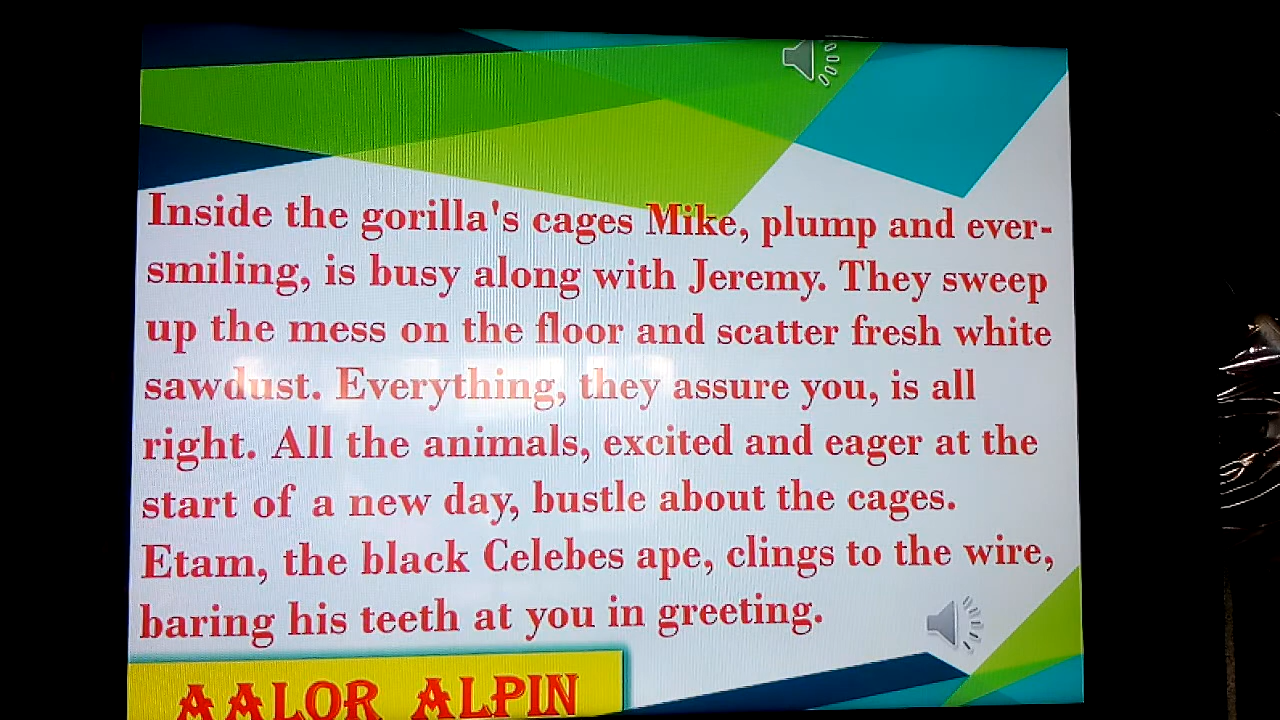 Inside the gorilla's cages Mike, plump and ever-
smiling, is busy along with Jeremy. They sweep
up the mess on the floor and scatter fresh white
sawdust. Everything, they assure you, is all
right. All the animals, excited and eager at the
start of a new day, bustle about the cages.
Etam, the black Celebes ape, clings to the wire,
baring his teeth at you in greeting.
AALOR ALPIN